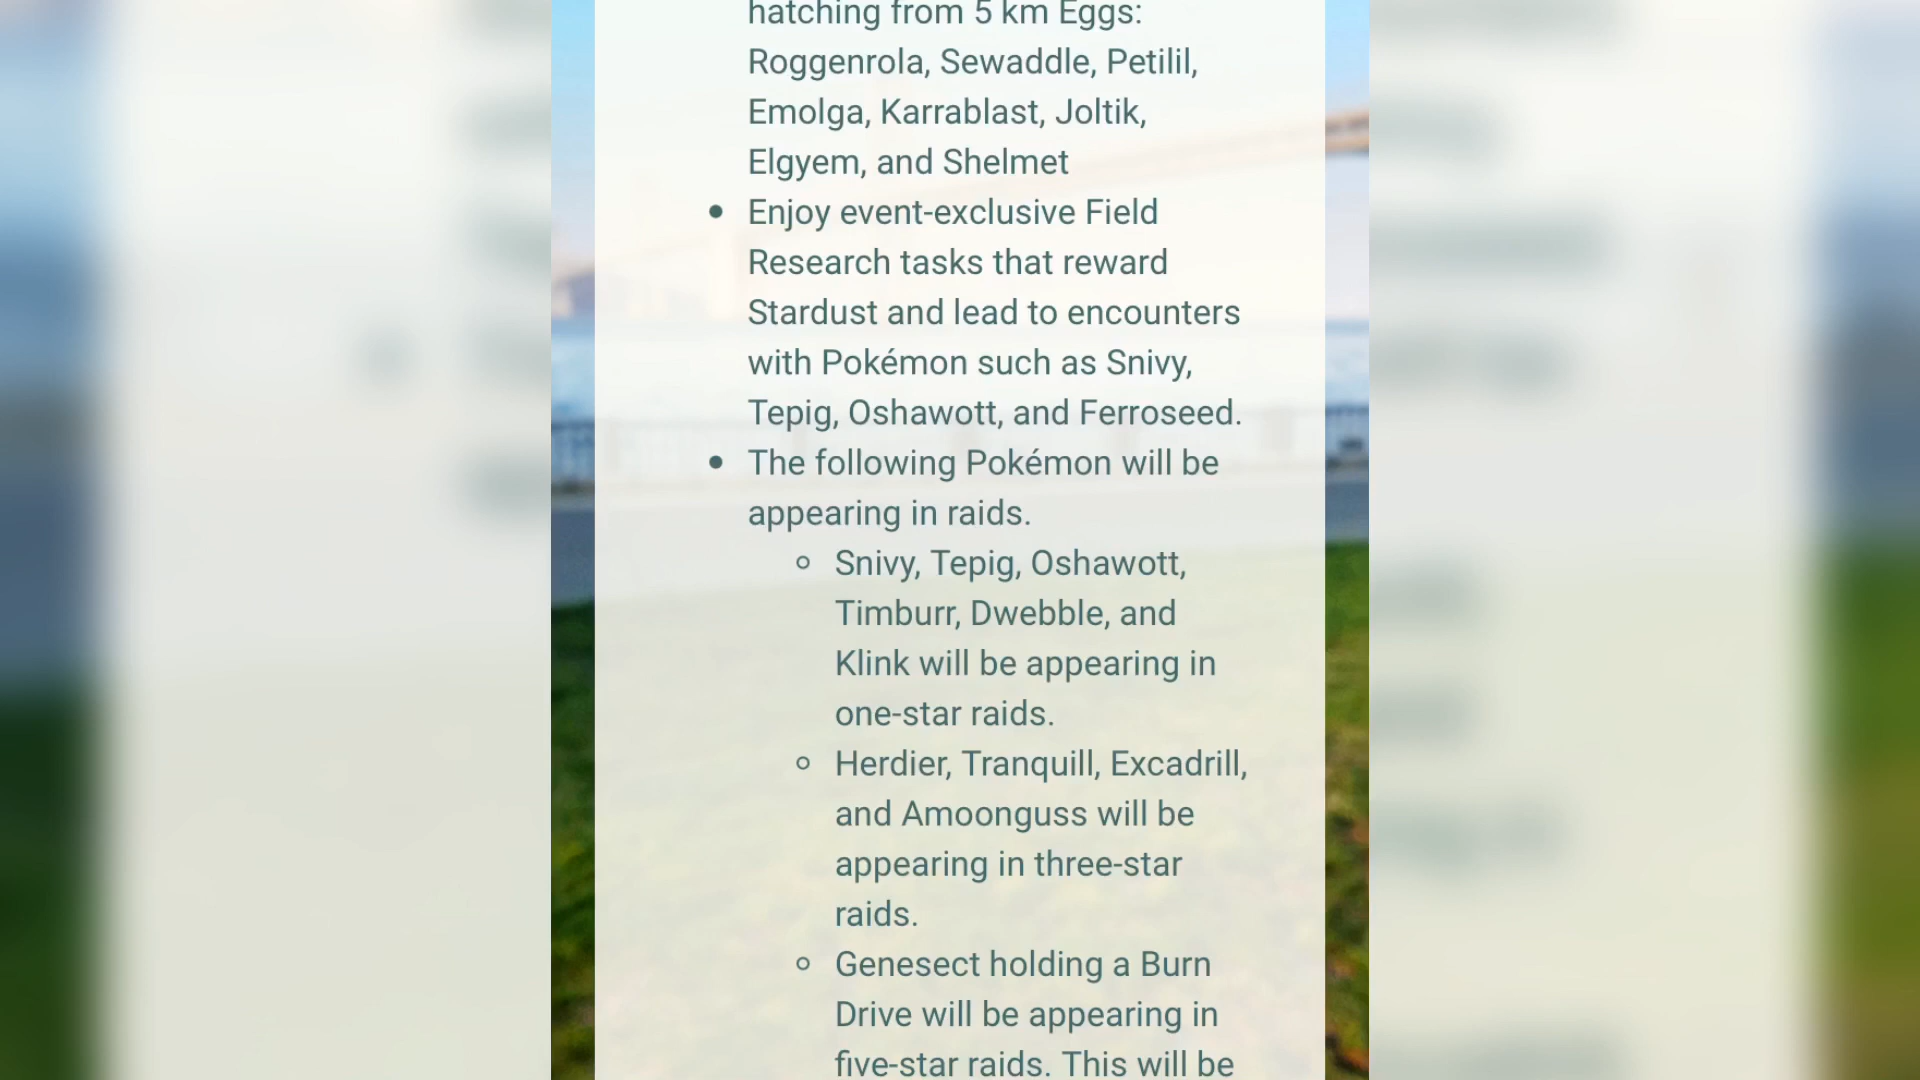 hatching from 5 km Eggs:
Roggenrola, Sewaddle, Petilil,
Emolga, Karrablast, Joltik,
Elgyem, and Shelmet
• Enjoy event-exclusive Field
Research tasks that reward
Stardust and lead to encounters
with Pokémon such as Snivy,
Tepig, Oshawott, and Ferroseed.
• The following Pokémon will be
appearing in raids.
○ Snivy, Tepig, Oshawott,
Timburr, Dwebble, and
Klink will be appearing in
one-star raids.
○ Herdier, Tranquill, Excadrill,
and Amoonguss will be
appearing in three-star
raids.
○ Genesect holding a Burn
Drive will be appearing in
five-star raids. This will be